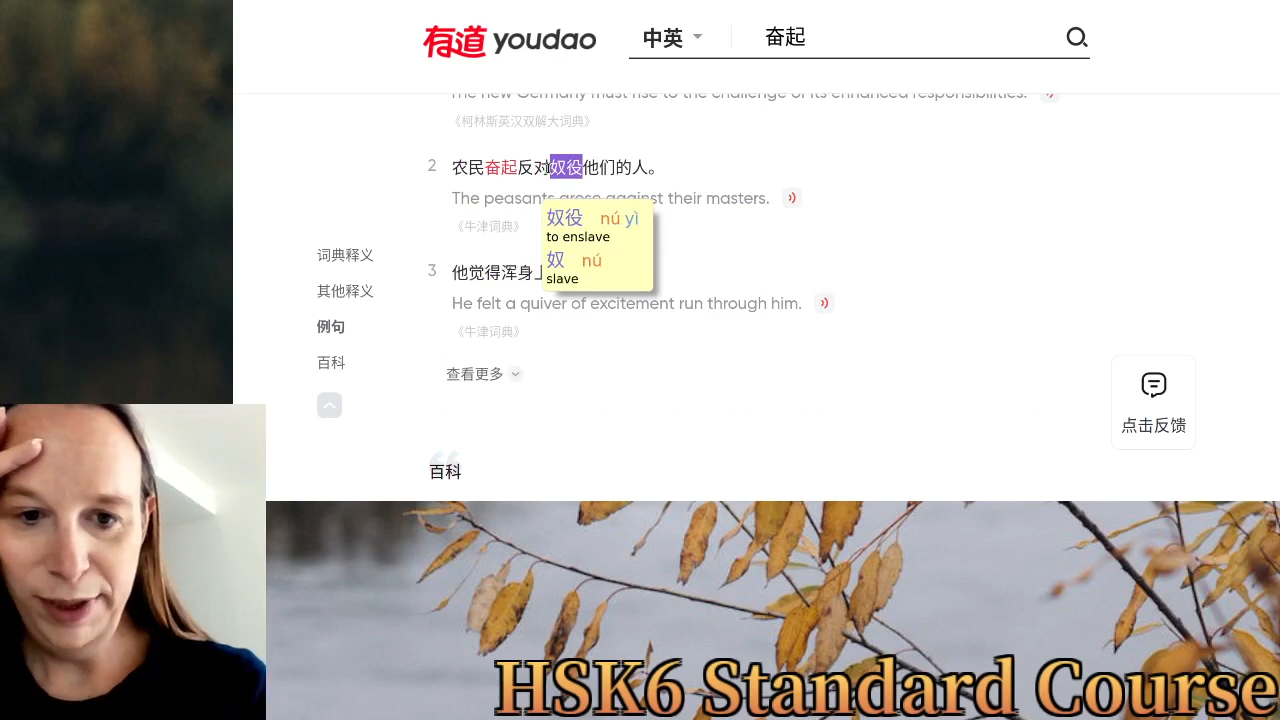 有道 youdao
中英
奋起
The new Germany must rise to the challenge of its enhanced responsibilities.
《柯林斯英汉双解大词典》
2 农民奋起反对奴役他们的人。
The peasants arose against their masters.
《牛津词典》
奴役 nú yì
to enslave
奴 nú
slave
3 他觉得浑身上
He felt a quiver of excitement run through him.
《牛津词典》
查看更多
词典释义
其他释义
例句
百科
点击反馈
百科
HSK6 Standard Course